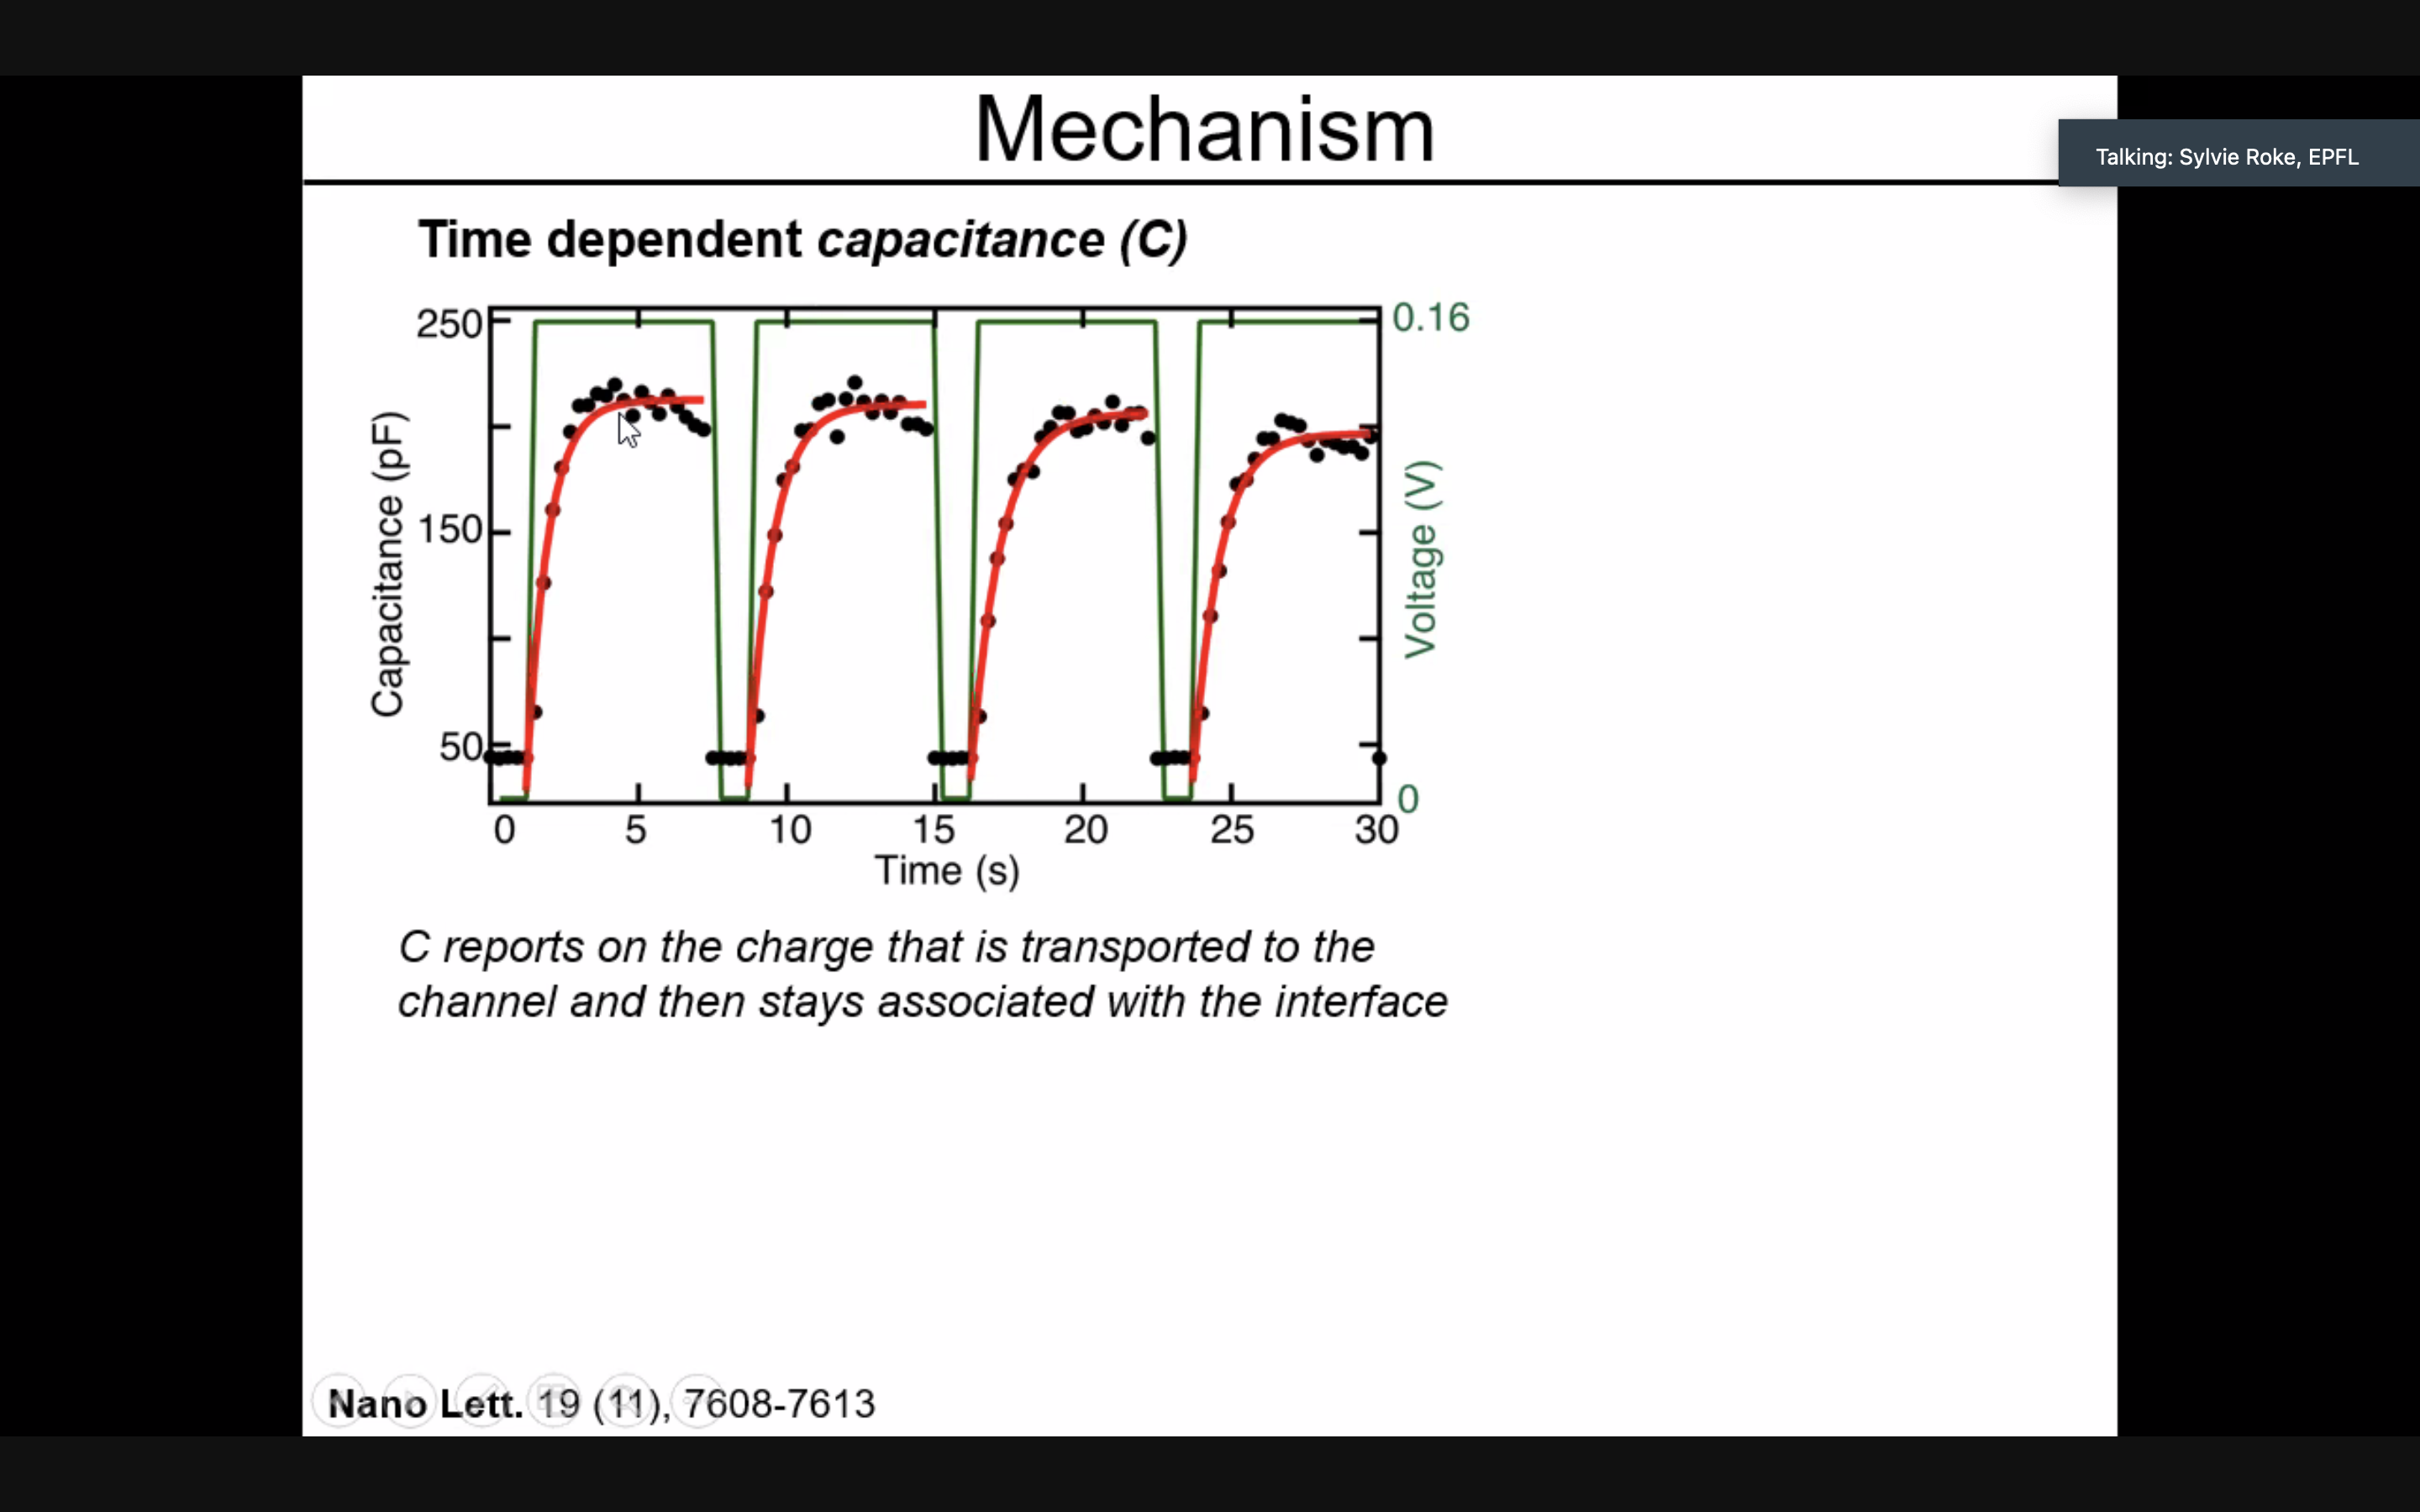 Mechanism
Talking: Sylvie Roke, EPFL
Time dependent capacitance (C)
250
150
50
Capacitance (pF)
0.16
0
Voltage (V)
0 5 10 15 20 25 30
Time (s)
C reports on the charge that is transported to the
channel and then stays associated with the interface
Nano Lett. 19 (11), 7608-7613